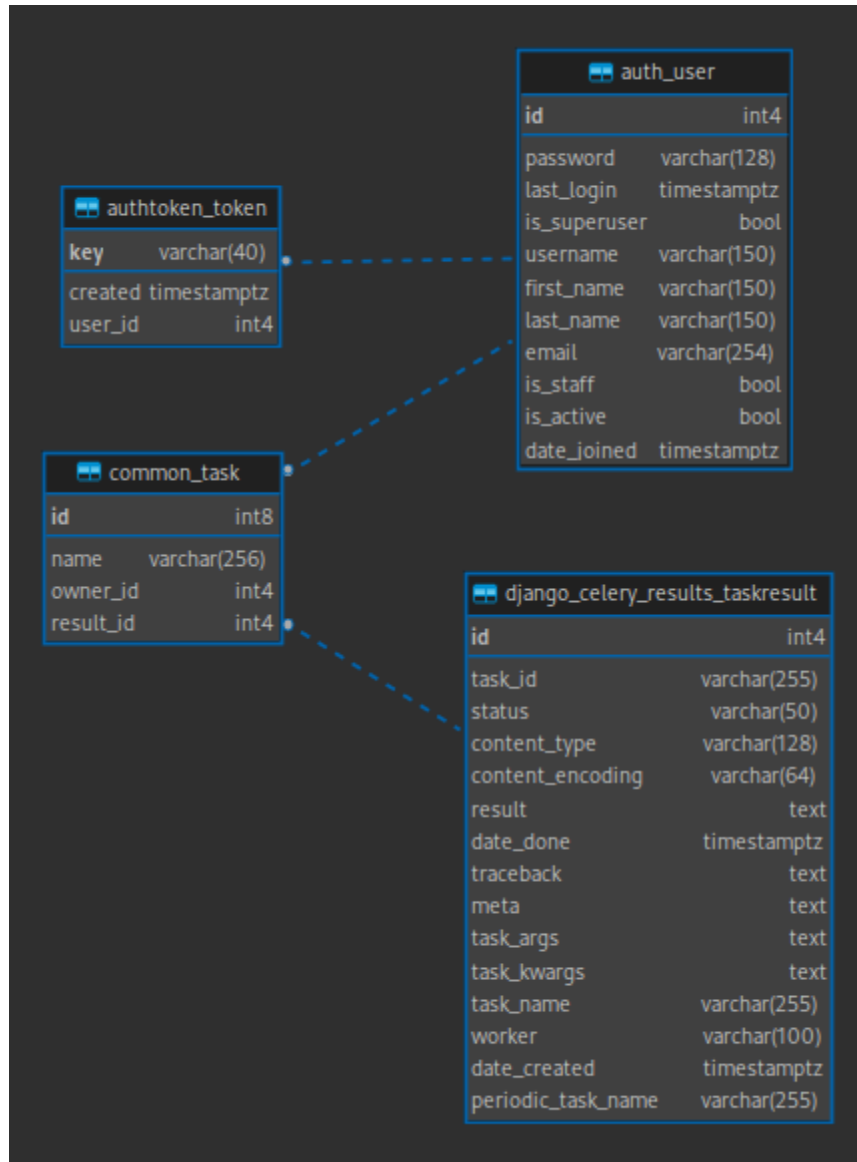 auth_user
id int4
password varchar(128)
last_login timestamptz
is_superuser bool
username varchar(150)
first_name varchar(150)
last_name varchar(150)
email varchar(254)
is_staff bool
is_active bool
date_joined timestamptz
authtoken_token
key varchar(40)
created timestamptz
user_id int4
common_task
id int8
name varchar(256)
owner_id int4
result_id int4
django_celery_results_taskresult
id int4
task_id varchar(255)
status varchar(50)
content_type varchar(128)
content_encoding varchar(64)
result text
date_done timestamptz
traceback text
meta text
task_args text
task_kwargs text
task_name varchar(255)
worker varchar(100)
date_created timestamptz
periodic_task_name varchar(255)